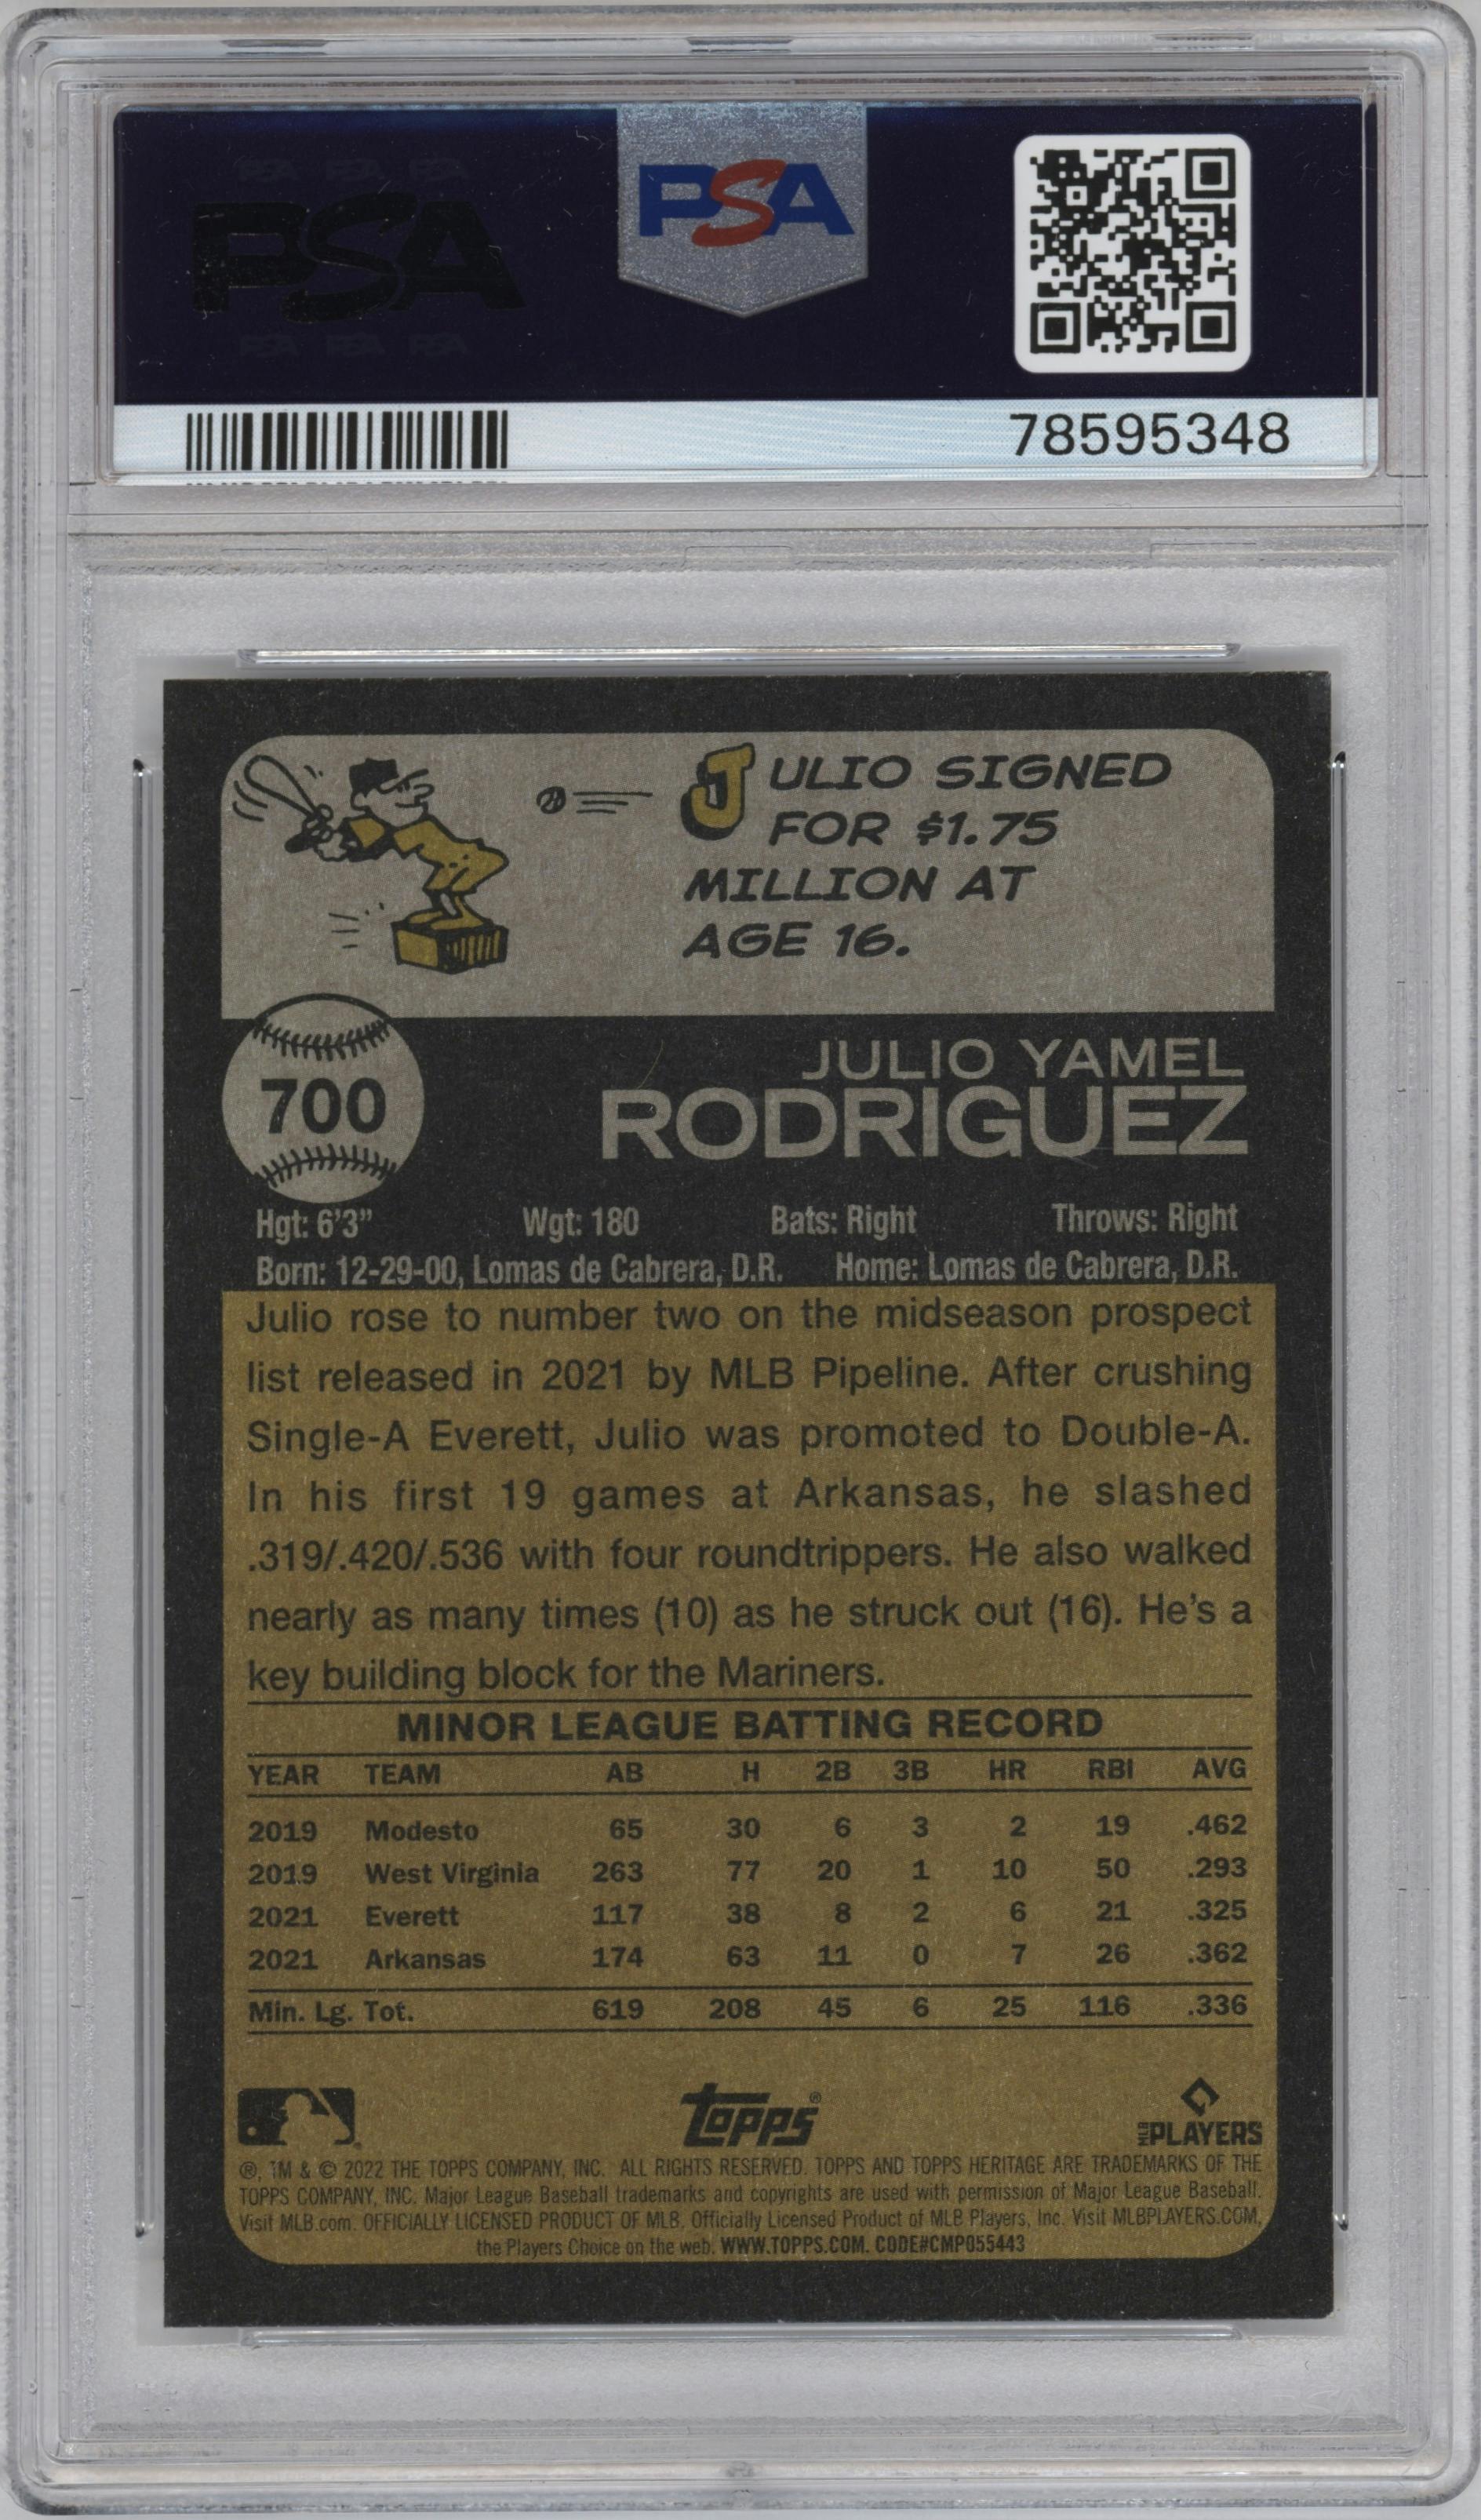 PSA
PSA
78595348
JULIO SIGNED
FOR $1.75
MILLION AT
AGE 16.
700
JULIO YAMEL
RODRIGUEZ
Hgt: 6'3" Wgt: 180 Bats: Right Throws: Right
Born: 12-29-00, Lomas de Cabrera, D.R. Home: Lomas de Cabrera, D.R.
Julio rose to number two on the midseason prospect
list released in 2021 by MLB Pipeline. After crushing
Single-A Everett, Julio was promoted to Double-A.
In his first 19 games at Arkansas, he slashed
.319/.420/.536 with four roundtrippers. He also walked
nearly as many times (10) as he struck out (16). He's a
key building block for the Mariners.
MINOR LEAGUE BATTING RECORD
YEAR TEAM AB H 2B 3B HR RBI AVG
2019 Modesto 65 30 6 3 2 19 .462
2019 West Virginia 263 77 20 1 10 50 .293
2021 Everett 117 38 8 2 6 21 .325
2021 Arkansas 174 63 11 0 7 26 .362
Min. Lg. Tot. 619 208 45 6 25 116 .336
Topps® MLB PLAYERS
®, TM & © 2022 THE TOPPS COMPANY, INC. ALL RIGHTS RESERVED. TOPPS AND TOPPS HERITAGE ARE TRADEMARKS OF THE
TOPPS COMPANY, INC. Major League Baseball trademarks and copyrights are used with permission of Major League Baseball.
Visit MLB.com. OFFICIALLY LICENSED PRODUCT OF MLB. Officially Licensed Product of MLB Players, Inc. Visit MLBPLAYERS.COM,
the Players Choice on the web. WWW.TOPPS.COM. CODE#CMP055443